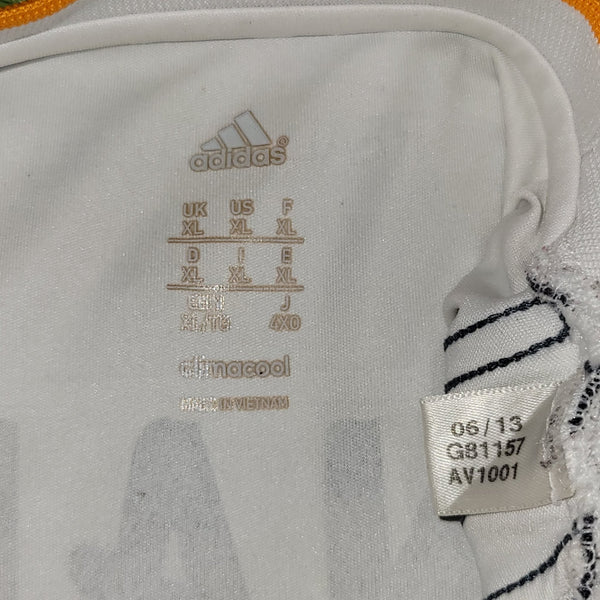 adidas
UK US F
XL XL XL
D I E
XL XL XL
J
4XO
climacool
MADE IN VIETNAM
06/13
G81157
AV1001